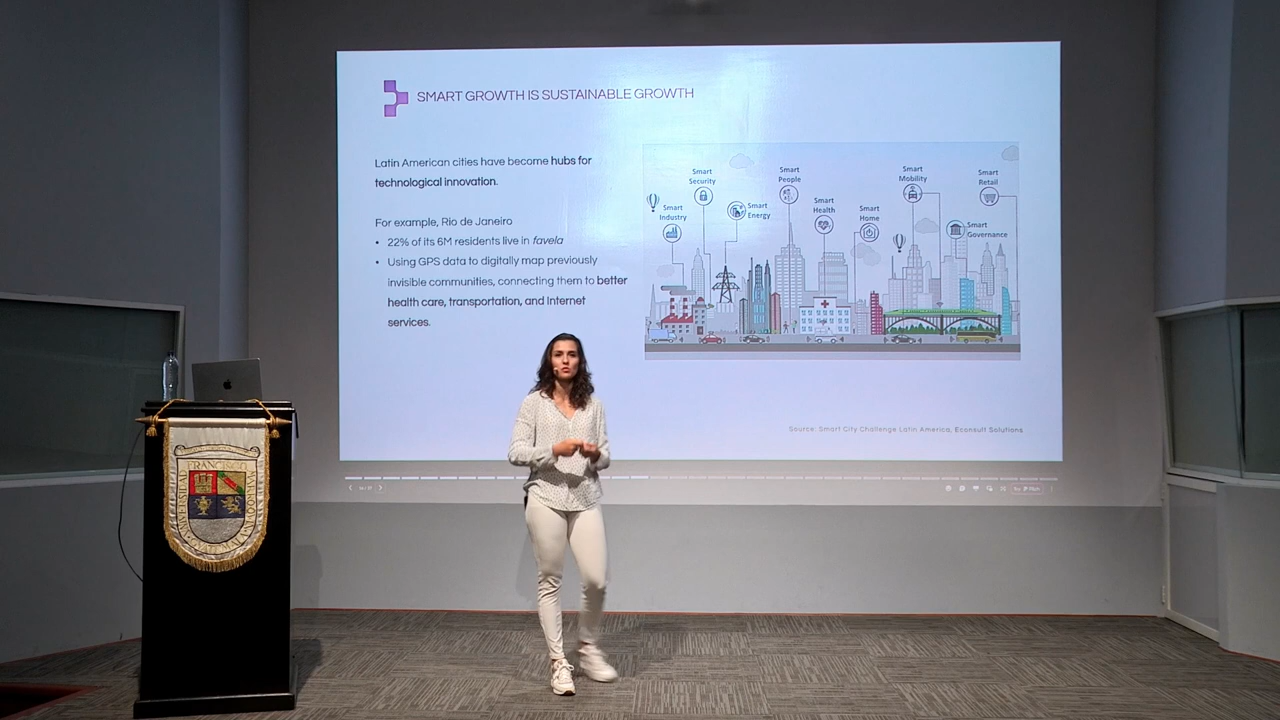 SMART GROWTH IS SUSTAINABLE GROWTH
Latin American cities have become hubs for
technological innovation.
For example, Rio de Janeiro
• 22% of its 6M residents live in favela
• Using GPS data to digitally map previously
invisible communities, connecting them to better
health care, transportation, and Internet
services.
Smart
Industry
Smart
Security
Smart
Energy
Smart
People
Smart
Health
Smart
Home
Smart
Mobility
Smart
Retail
Smart
Governance
Source: Smart City Challenge Latin America, Econsult Solutions
FRANCISCO